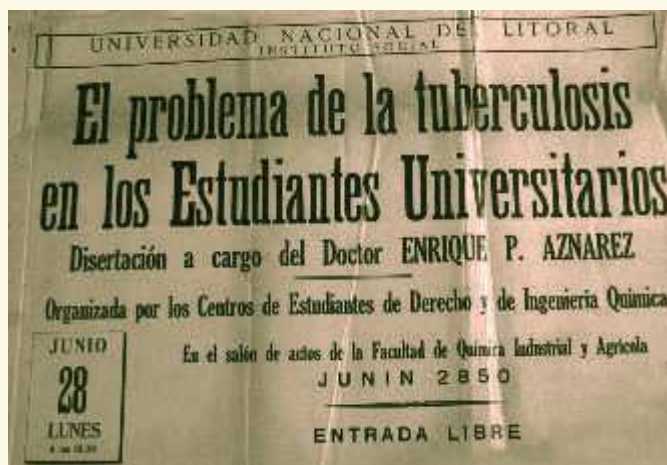 UNIVERSIDAD NACIONAL DEL LITORAL
INSTITUTO SOCIAL
El problema de la tuberculosis
en los Estudiantes Universitarios
Disertación a cargo del Doctor ENRIQUE P. AZNAREZ
Organizada por los Centros de Estudiantes de Derecho y de Ingeniería Química
En el salón de actos de la Facultad de Química Industrial y Agrícola
JUNIN 2850
ENTRADA LIBRE
JUNIO
28
LUNES